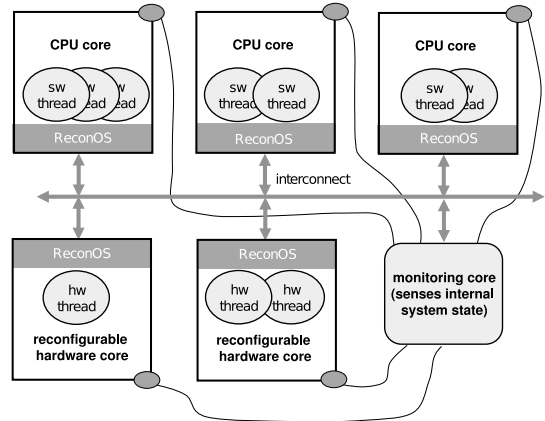 CPU core
CPU core
CPU core
sw
thread
sw
thread
sw
thread
sw
thread
sw
thread
ReconOS
ReconOS
ReconOS
interconnect
ReconOS
ReconOS
hw
thread
hw
thread
hw
thread
reconfigurable
hardware core
reconfigurable
hardware core
monitoring core
(senses internal
system state)